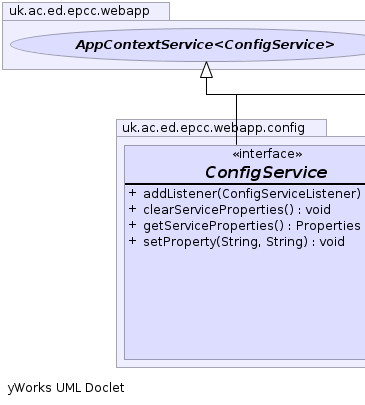 uk.ac.ed.epcc.webapp
AppContextService<ConfigService>
uk.ac.ed.epcc.webapp.config
«interface»
ConfigService
+ addListener(ConfigServiceListener)
+ clearServiceProperties() : void
+ getServiceProperties() : Properties
+ setProperty(String, String) : void
yWorks UML Doclet